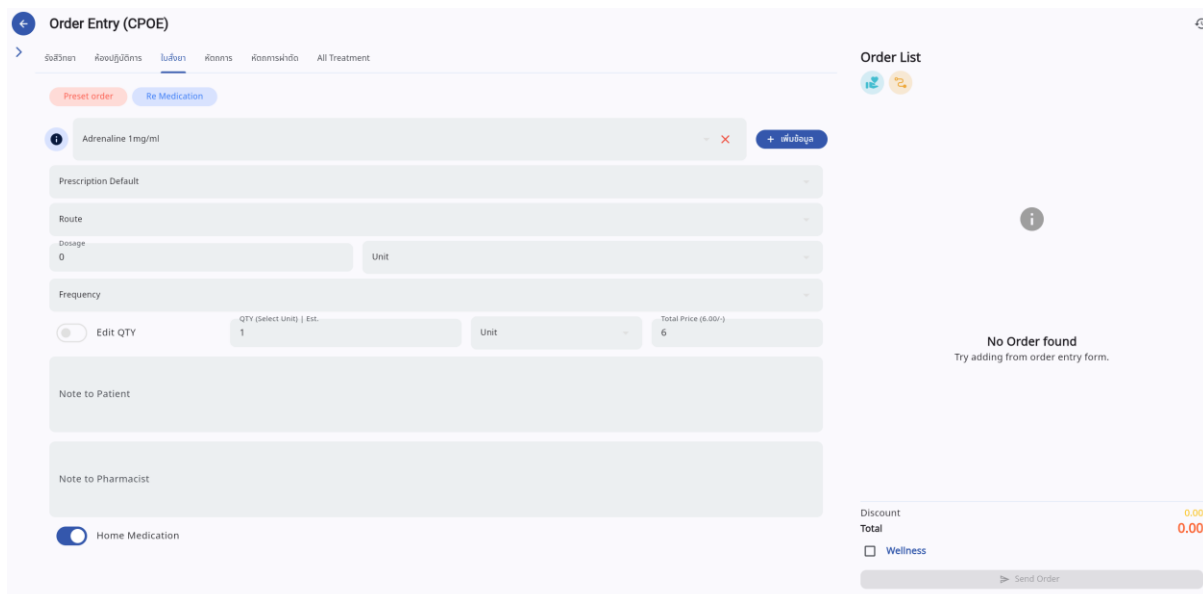 Order Entry (CPOE)
รังสีวิทยา ห้องปฏิบัติการ ใบสั่งยา หัตถการ หัตถการผ่าตัด All Treatment
Preset order Re Medication
Adrenaline 1mg/ml
+ เพิ่มข้อมูล
Prescription Default
Route
Dosage
0 Unit
Frequency
Edit QTY
QTY (Select Unit) | Est.
1
Unit
Total Price (6.00/-)
6
Note to Patient
Note to Pharmacist
Home Medication
Order List
No Order found
Try adding from order entry form.
Discount 0.00
Total 0.00
Wellness
Send Order